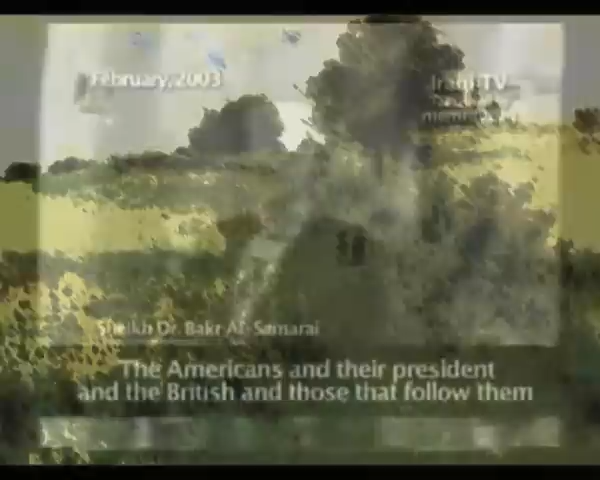 February, 2003
Iraqi TV
Sheikh Dr. Bakr Al-Samarai
The Americans and their president
and the British and those that follow them